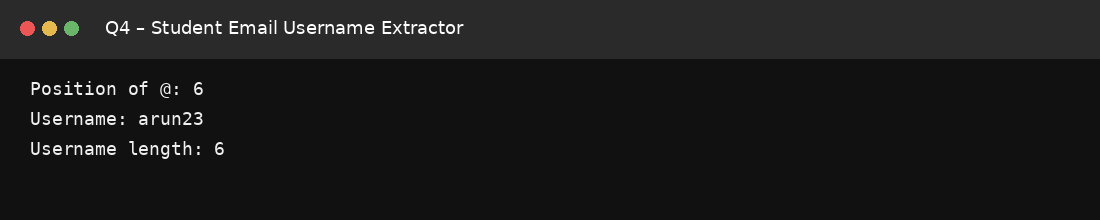 Q4 – Student Email Username Extractor
Position of @: 6
Username: arun23
Username length: 6